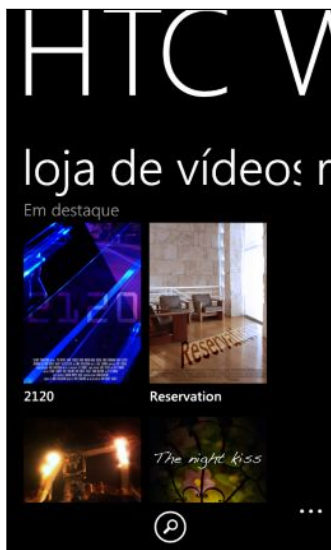 HTC W
loja de vídeos r
Em destaque
2120
Reservation
2120
Reservation
The night kiss